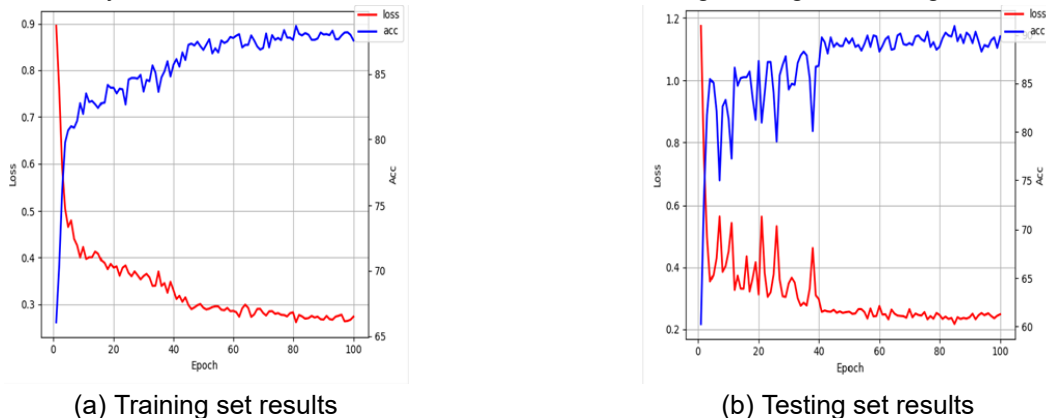 0.9
0.8
0.7
0.6
0.5
0.4
0.3
Loss
0 20 40 60 80 100
Epoch
85
80
75
70
65
Acc
loss
acc
(a) Training set results
1.2
1.0
0.8
0.6
0.4
0.2
Loss
0 20 40 60 80 100
Epoch
85
80
75
70
65
60
Acc
loss
acc
(b) Testing set results